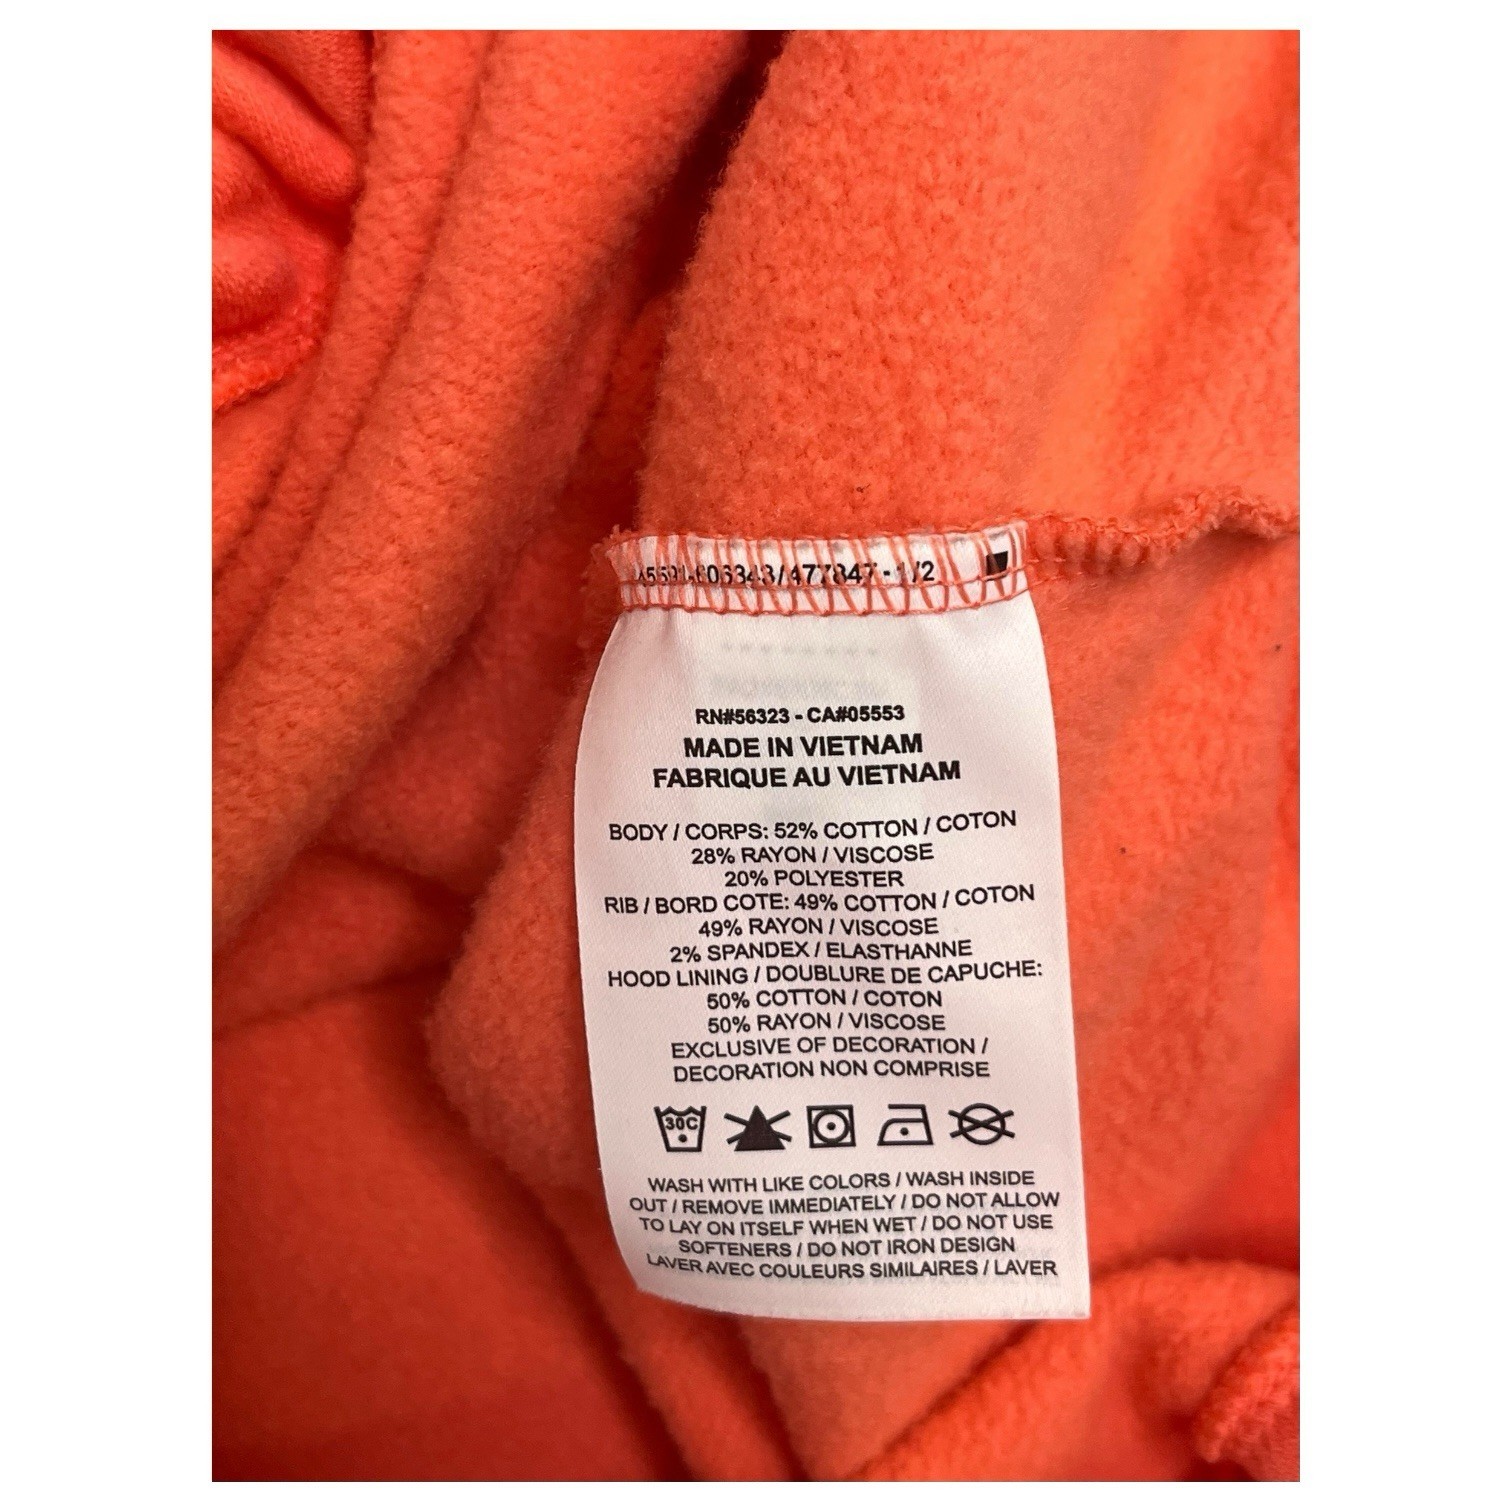 606343/477847 - 1/2
RN#56323 - CA#05553
MADE IN VIETNAM
FABRIQUE AU VIETNAM
BODY / CORPS: 52% COTTON / COTON
28% RAYON / VISCOSE
20% POLYESTER
RIB / BORD COTE: 49% COTTON / COTON
49% RAYON / VISCOSE
2% SPANDEX / ELASTHANNE
HOOD LINING / DOUBLURE DE CAPUCHE:
50% COTTON / COTON
50% RAYON / VISCOSE
EXCLUSIVE OF DECORATION /
DECORATION NON COMPRISE
30C
WASH WITH LIKE COLORS / WASH INSIDE
OUT / REMOVE IMMEDIATELY / DO NOT ALLOW
TO LAY ON ITSELF WHEN WET / DO NOT USE
SOFTENERS / DO NOT IRON DESIGN
LAVER AVEC COULEURS SIMILAIRES / LAVER